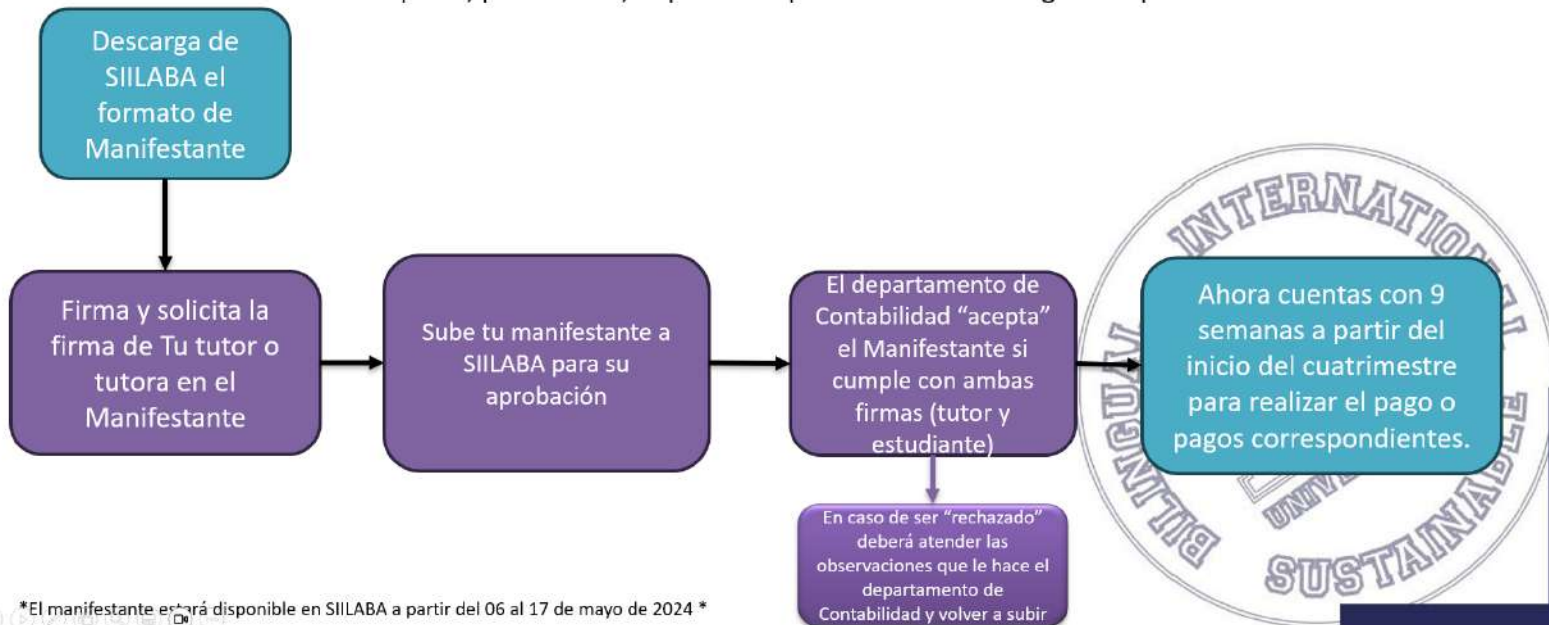 Descarga de
SIILABA el
formato de
Manifestante
Firma y solicita la
firma de Tu tutor o
tutora en el
Manifestante
Sube tu manifestante a
SIILABA para su
aprobación
El departamento de
Contabilidad “acepta”
el Manifestante si
cumple con ambas
firmas (tutor y
estudiante)
Ahora cuentas con 9
semanas a partir del
inicio del cuatrimestre
para realizar el pago o
pagos correspondientes.
En caso de ser “rechazado”
deberá atender las
observaciones que le hace el
departamento de
Contabilidad y volver a subir
*El manifestante estará disponible en SIILABA a partir del 06 al 17 de mayo de 2024 *
BILINGUAL INTERNATIONAL
SUSTAINABLE